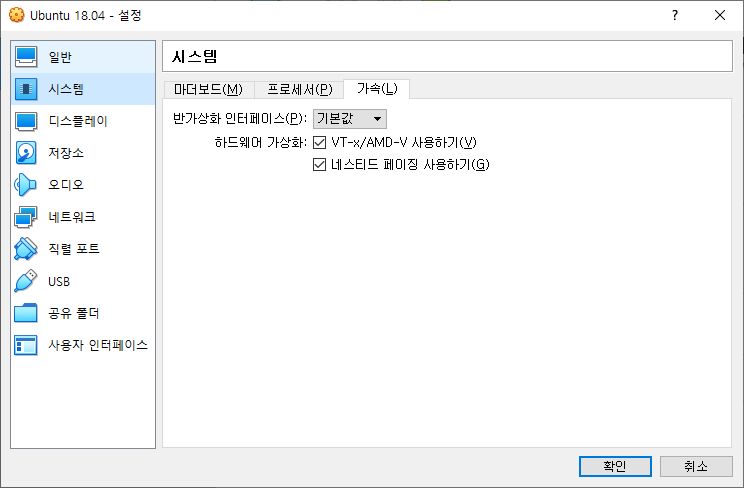 Ubuntu 18.04 - 설정
일반
시스템
디스플레이
저장소
오디오
네트워크
직렬 포트
USB
공유 폴더
사용자 인터페이스
시스템
마더보드(M) 프로세서(P) 가속(L)
반가상화 인터페이스(P): 기본값
하드웨어 가상화: VT-x/AMD-V 사용하기(V)
네스티드 페이징 사용하기(G)
확인 취소